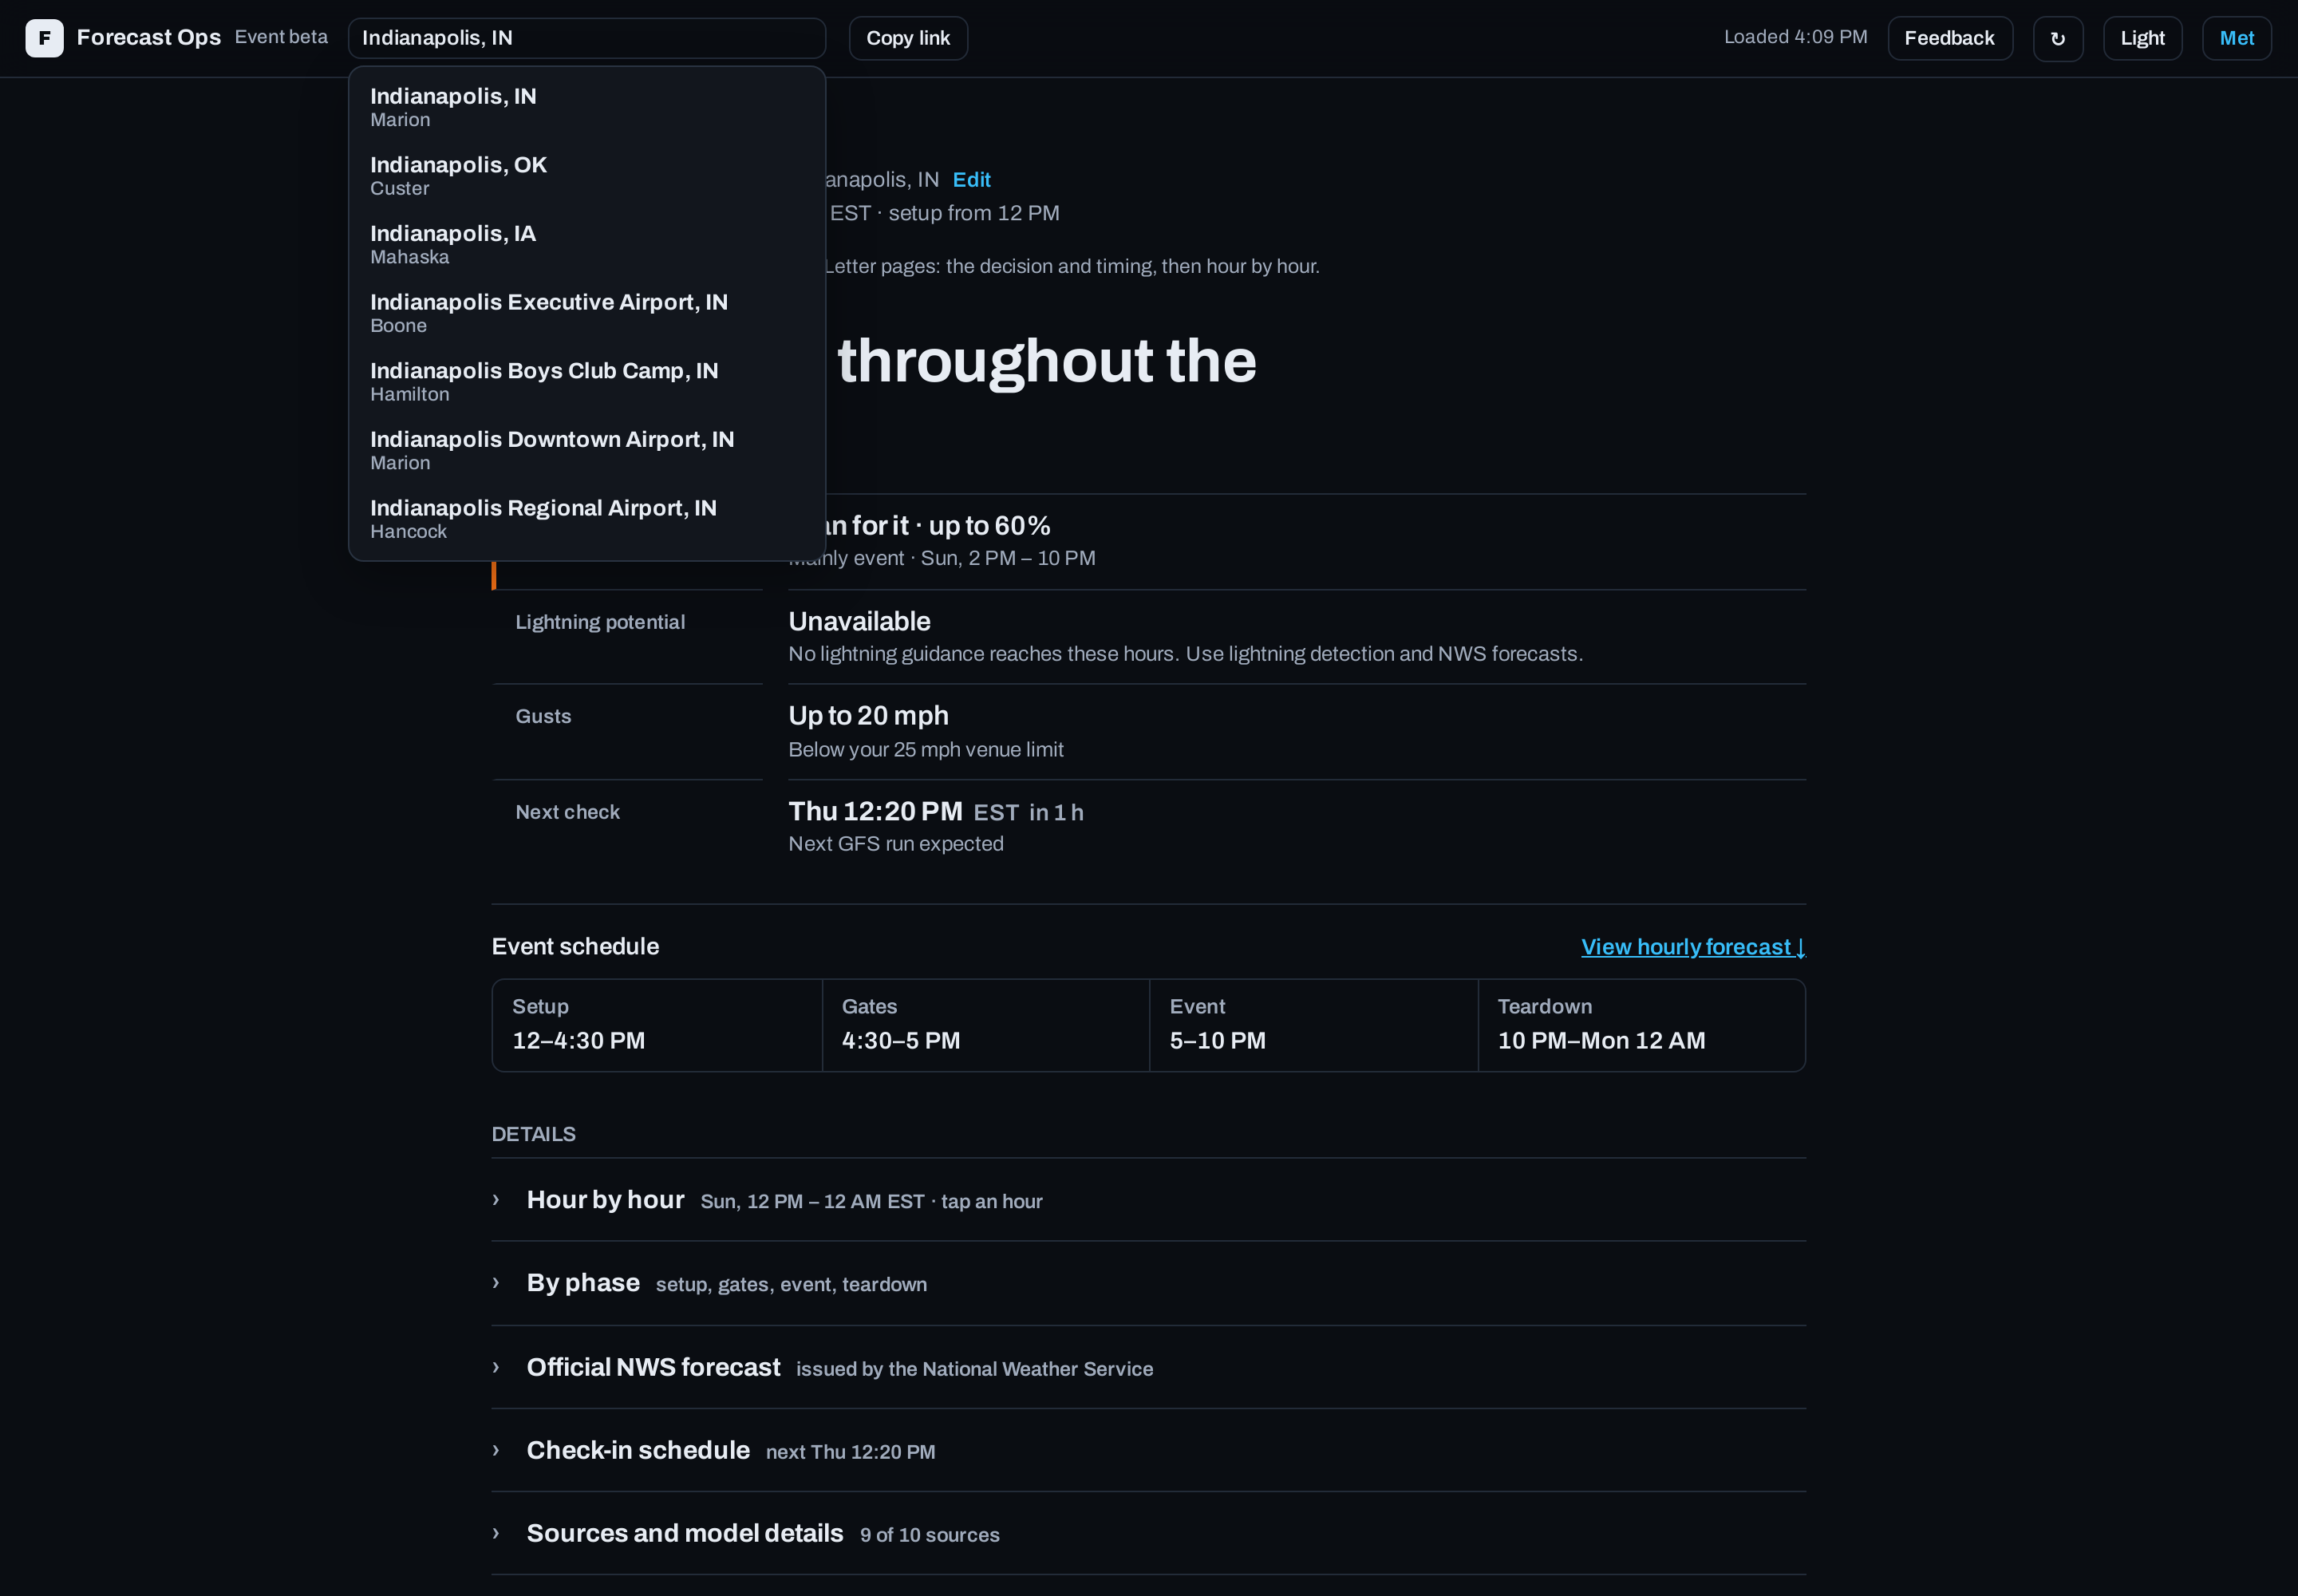 F Forecast Ops Event beta Indianapolis, IN Copy link Loaded 4:09 PM Feedback ↻ Light Met
Indianapolis, IN
Marion
Indianapolis, OK
Custer
Indianapolis, IA
Mahaska
Indianapolis Executive Airport, IN
Boone
Indianapolis Boys Club Camp, IN
Hamilton
Indianapolis Downtown Airport, IN
Marion
Indianapolis Regional Airport, IN
Hancock
anapolis, IN Edit
EST · setup from 12 PM
Letter pages: the decision and timing, then hour by hour.
throughout the
an for it · up to 60%
Mainly event · Sun, 2 PM – 10 PM
Lightning potential
Unavailable
No lightning guidance reaches these hours. Use lightning detection and NWS forecasts.
Gusts
Up to 20 mph
Below your 25 mph venue limit
Next check
Thu 12:20 PM EST in 1 h
Next GFS run expected
Event schedule View hourly forecast ↓
Setup
12–4:30 PM
Gates
4:30–5 PM
Event
5–10 PM
Teardown
10 PM–Mon 12 AM
DETAILS
› Hour by hour Sun, 12 PM – 12 AM EST · tap an hour
› By phase setup, gates, event, teardown
› Official NWS forecast issued by the National Weather Service
› Check-in schedule next Thu 12:20 PM
› Sources and model details 9 of 10 sources